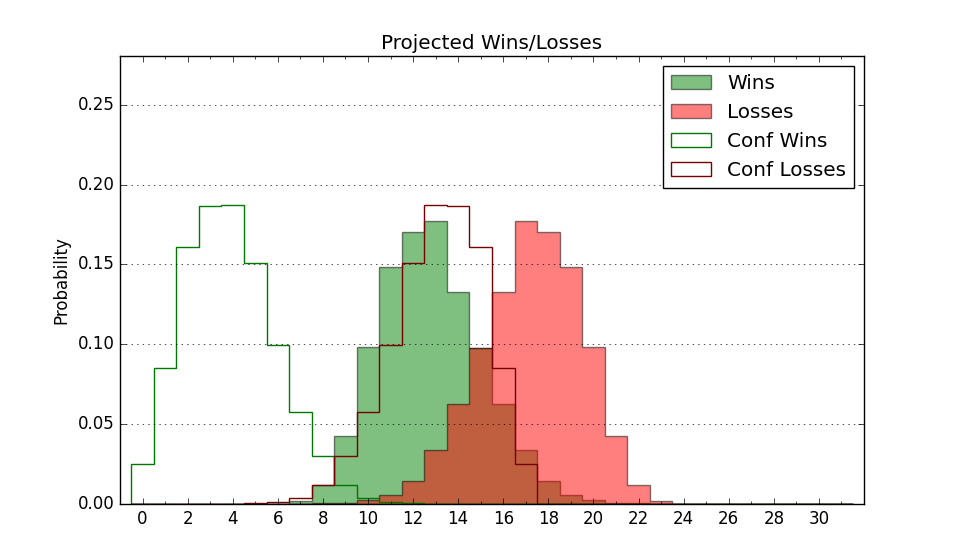 Projected Wins/Losses
Wins
Losses
Conf Wins
Conf Losses
Probability
0.25
0.20
0.15
0.10
0.05
0.00
0 2 4 6 8 10 12 14 16 18 20 22 24 26 28 30